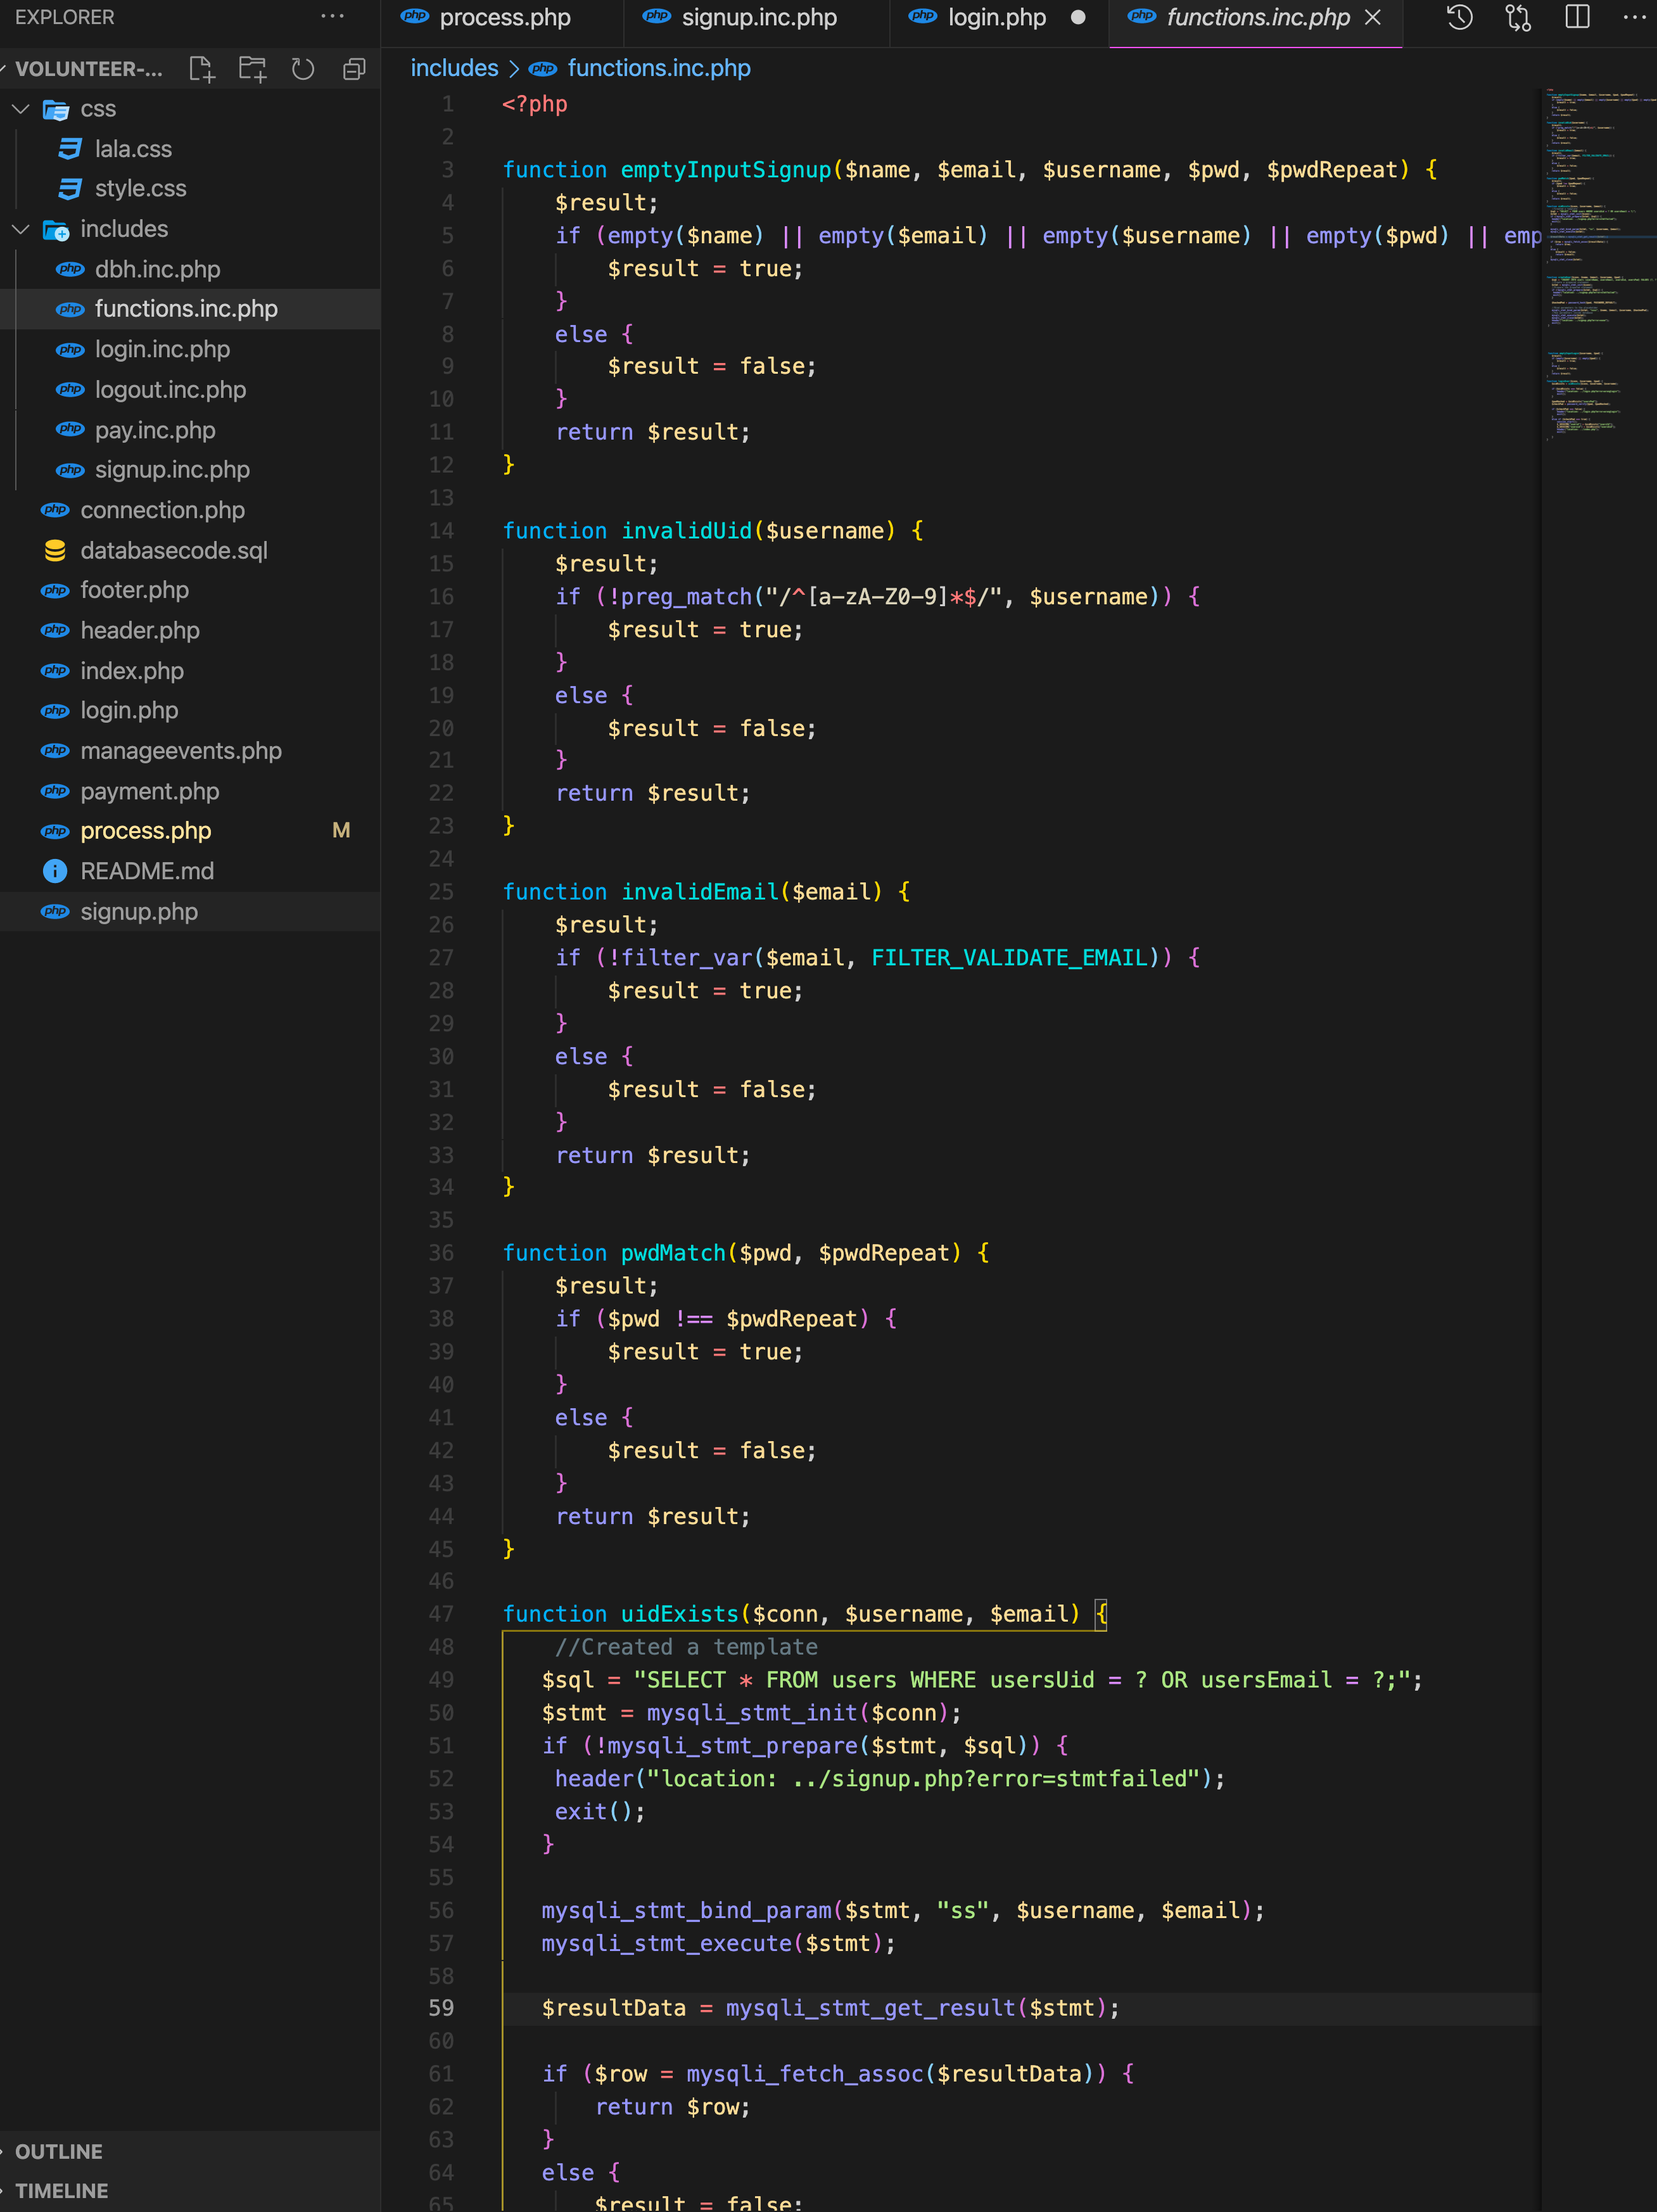 EXPLORER
process.php
signup.inc.php
login.php
functions.inc.php
VOLUNTEER-...
css
lala.css
style.css
includes
dbh.inc.php
functions.inc.php
login.inc.php
logout.inc.php
pay.inc.php
signup.inc.php
connection.php
databasecode.sql
footer.php
header.php
index.php
login.php
manageevents.php
payment.php
process.php M
README.md
signup.php
OUTLINE
TIMELINE
includes > functions.inc.php
1 <?php
2
3 function emptyInputSignup($name, $email, $username, $pwd, $pwdRepeat) {
4 $result;
5 if (empty($name) || empty($email) || empty($username) || empty($pwd) || emp
6 $result = true;
7 }
8 else {
9 $result = false;
10 }
11 return $result;
12 }
13
14 function invalidUid($username) {
15 $result;
16 if (!preg_match("/^[a-zA-Z0-9]*$/", $username)) {
17 $result = true;
18 }
19 else {
20 $result = false;
21 }
22 return $result;
23 }
24
25 function invalidEmail($email) {
26 $result;
27 if (!filter_var($email, FILTER_VALIDATE_EMAIL)) {
28 $result = true;
29 }
30 else {
31 $result = false;
32 }
33 return $result;
34 }
35
36 function pwdMatch($pwd, $pwdRepeat) {
37 $result;
38 if ($pwd !== $pwdRepeat) {
39 $result = true;
40 }
41 else {
42 $result = false;
43 }
44 return $result;
45 }
46
47 function uidExists($conn, $username, $email) {
48 //Created a template
49 $sql = "SELECT * FROM users WHERE usersUid = ? OR usersEmail = ?;";
50 $stmt = mysqli_stmt_init($conn);
51 if (!mysqli_stmt_prepare($stmt, $sql)) {
52 header("location: ../signup.php?error=stmtfailed");
53 exit();
54 }
55
56 mysqli_stmt_bind_param($stmt, "ss", $username, $email);
57 mysqli_stmt_execute($stmt);
58
59 $resultData = mysqli_stmt_get_result($stmt);
60
61 if ($row = mysqli_fetch_assoc($resultData)) {
62 return $row;
63 }
64 else {
65 $result = false;